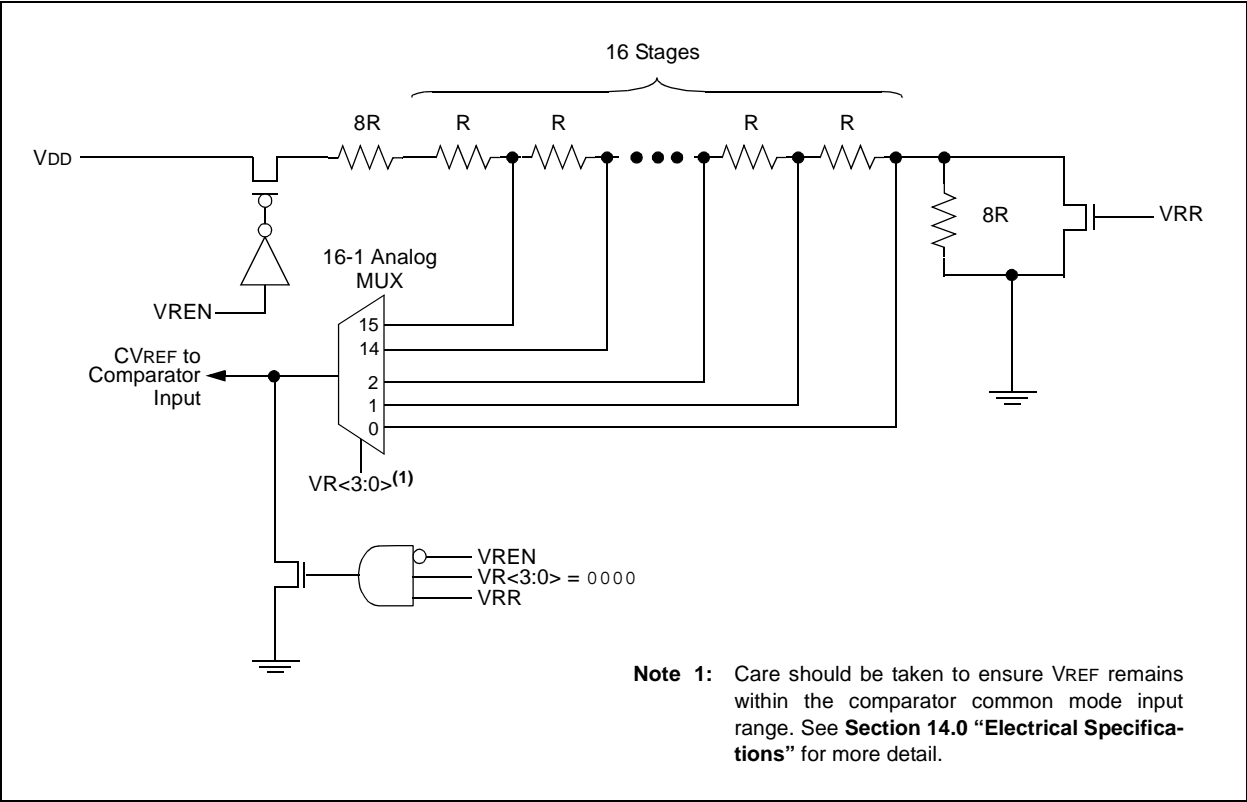 16 Stages
8R
R
R
R
R
VDD
8R
VRR
16-1 Analog
MUX
VREN
15
14
2
1
0
CVREF to
Comparator
Input
VR<3:0>(1)
VREN
VR<3:0> = 0000
VRR
Note 1: Care should be taken to ensure VREF remains
within the comparator common mode input
range. See Section 14.0 “Electrical Specifica-
tions” for more detail.